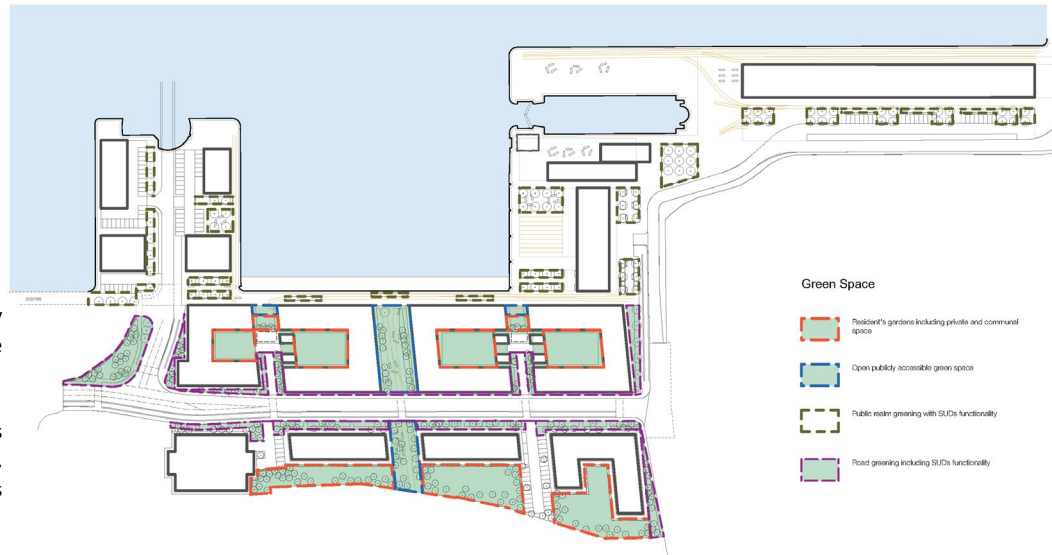 Green Space
Resident's gardens including private and communal
space
Open publicly accessible green space
Public realm greening with SUDs functionality
Road greening including SUDs functionality